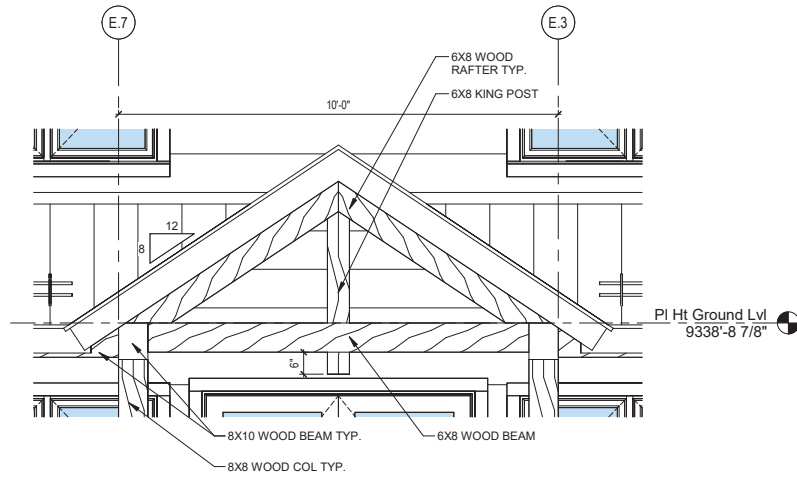 E.7
E.3
6X8 WOOD
RAFTER TYP.
6X8 KING POST
10'-0"
12
8
Pl Ht Ground Lvl
9338'-8 7/8"
6"
8X10 WOOD BEAM TYP.
6X8 WOOD BEAM
8X8 WOOD COL TYP.